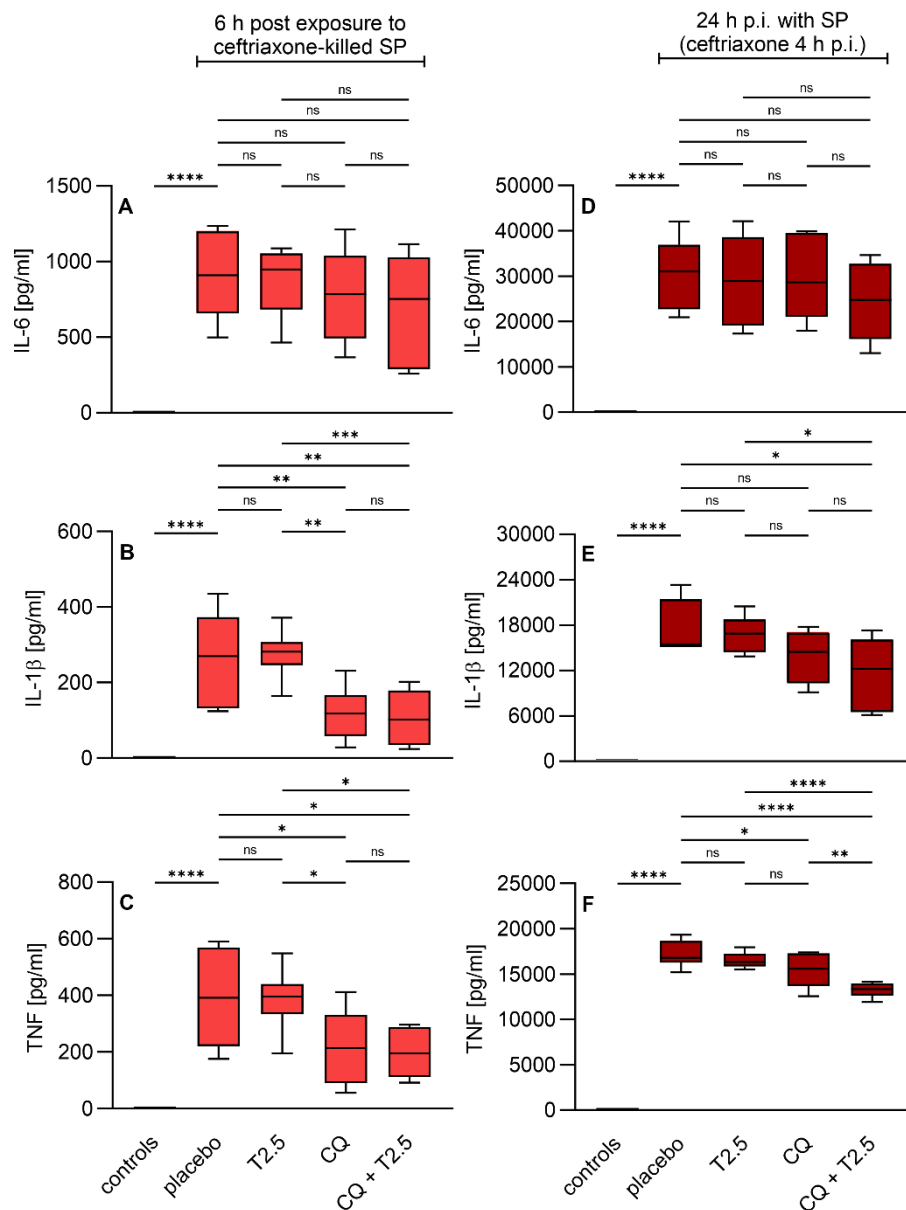 6 h post exposure to
ceftriaxone-killed SP
24 h p.i. with SP
(ceftriaxone 4 h p.i.)
ns
ns
ns
ns ns
**** ns
A
IL-6 [pg/ml]
1500
1000
500
0
ns
ns
ns
ns ns
**** ns
D
IL-6 [pg/ml]
50000
40000
30000
20000
10000
0
***
**
**
ns ns
**** **
B
IL-1β [pg/ml]
600
400
200
0
*
*
ns
ns ns
**** ns
E
IL-1β [pg/ml]
30000
24000
18000
12000
6000
0
*
*
*
ns ns
**** *
C
TNF [pg/ml]
800
600
400
200
0
controls
placebo
T2.5
CQ
CQ + T2.5
****
****
*
ns **
**** ns
F
TNF [pg/ml]
25000
20000
15000
10000
5000
0
controls
placebo
T2.5
CQ
CQ + T2.5